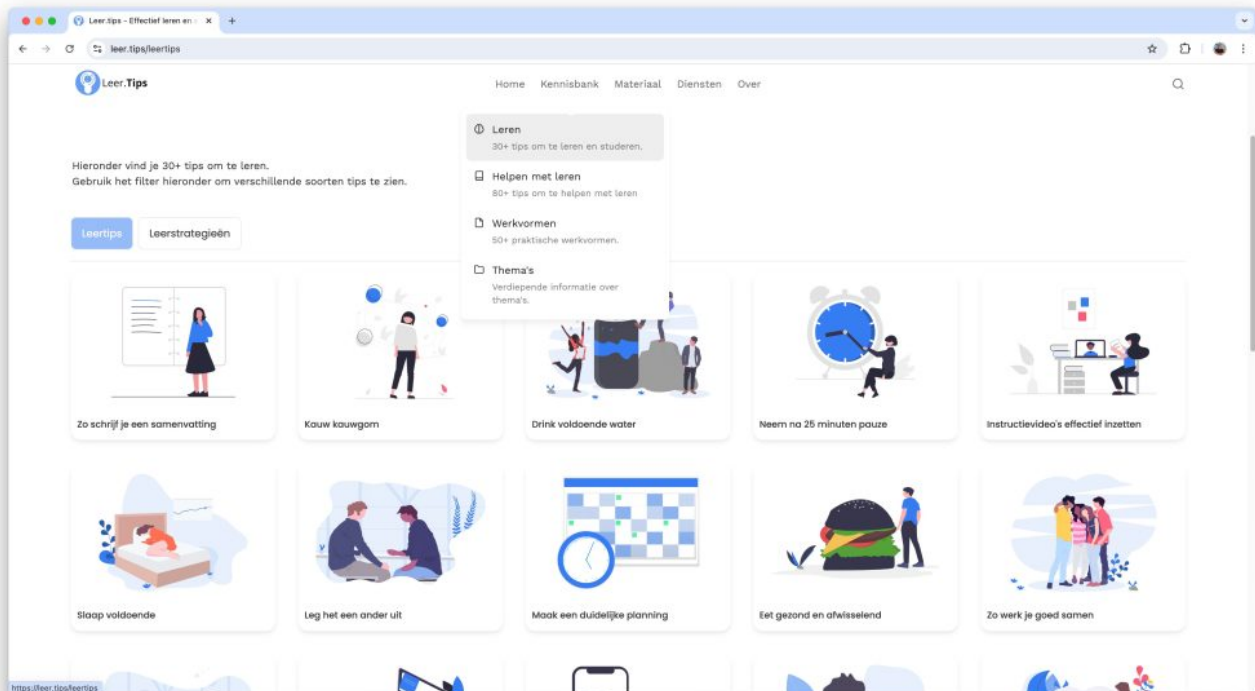 Leer.tips - Effectief leren en
leer.tips/leertips
Leer.Tips
Home Kennisbank Materiaal Diensten Over
Leren
30+ tips om te leren en studeren.
Helpen met leren
80+ tips om te helpen met leren
Werkvormen
50+ praktische werkvormen.
Thema's
Verdiepende informatie over
thema's.
Hieronder vind je 30+ tips om te leren.
Gebruik het filter hieronder om verschillende soorten tips te zien.
Leertips Leerstrategieën
Zo schrijf je een samenvatting
Kauw kauwgom
Drink voldoende water
Neem na 25 minuten pauze
Instructievideo's effectief inzetten
Slaap voldoende
Leg het een ander uit
Maak een duidelijke planning
Eet gezond en afwisselend
Zo werk je goed samen
https://leer.tips/leertips